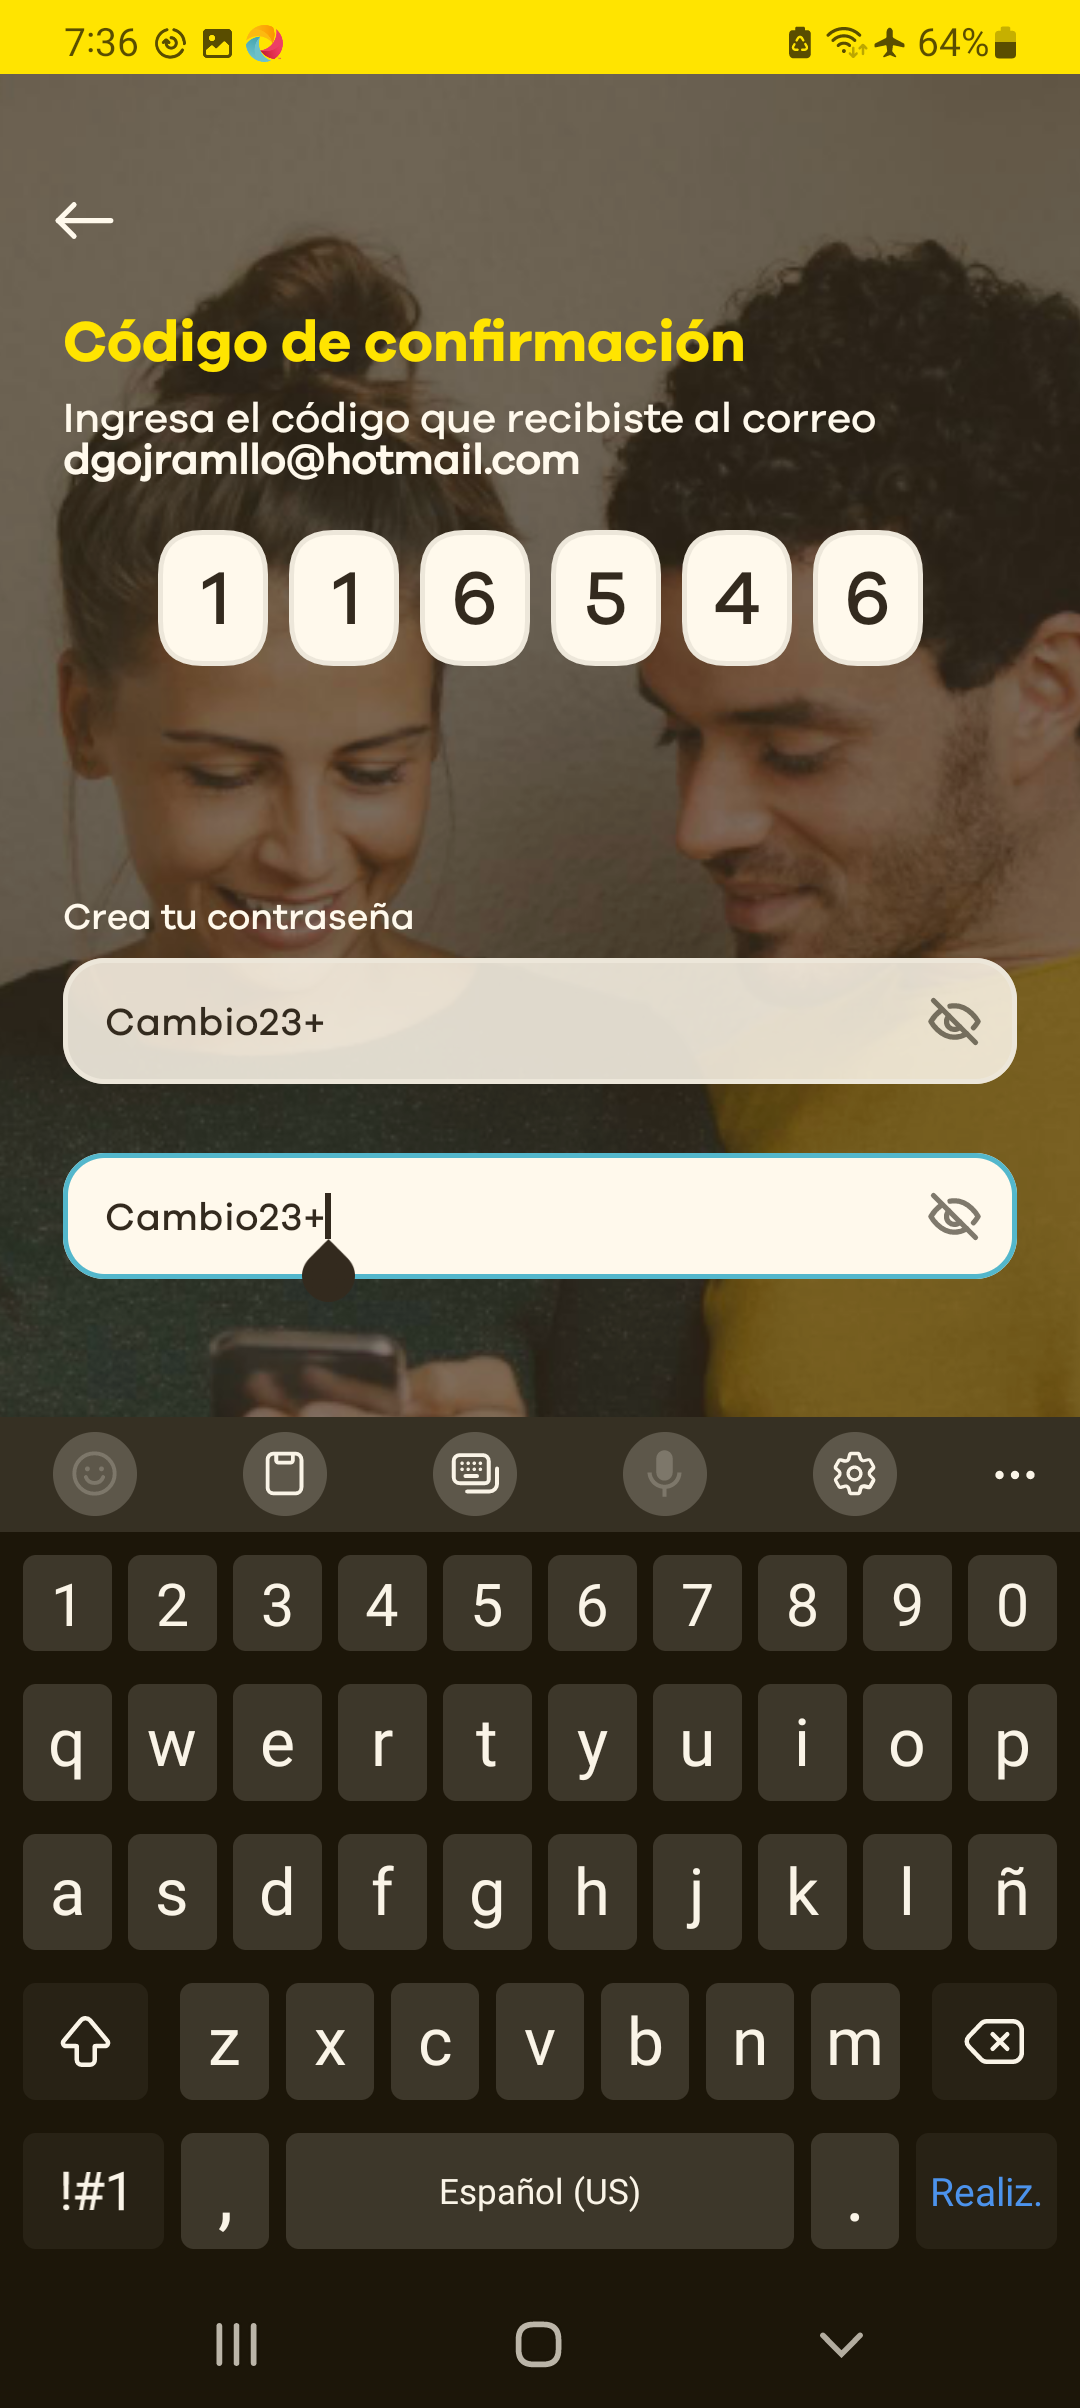 7:36 64%
Código de confirmación
Ingresa el código que recibiste al correo
dgojramllo@hotmail.com
1 1 6 5 4 6
Crea tu contraseña
Cambio23+
Cambio23+
1 2 3 4 5 6 7 8 9 0
q w e r t y u i o p
a s d f g h j k l ñ
z x c v b n m
!#1 , Español (US) . Realiz.